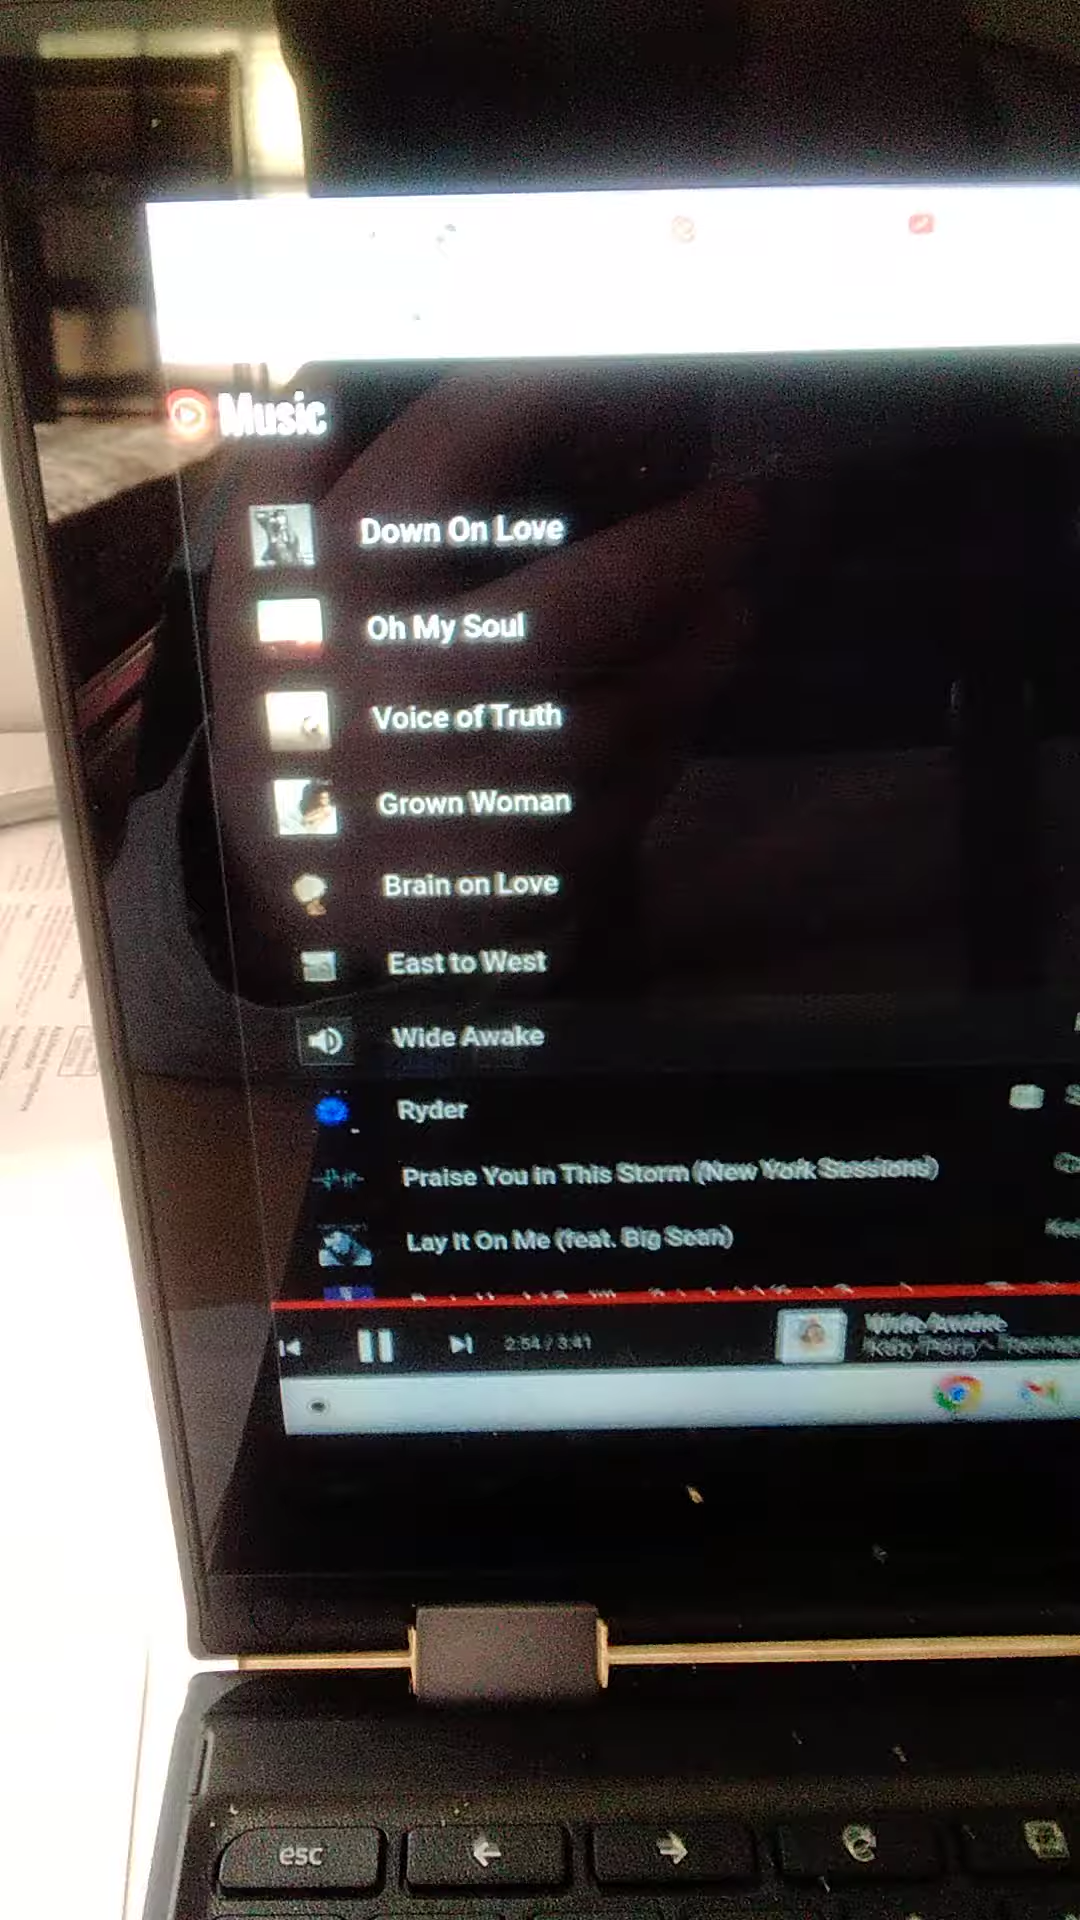 Music
Down On Love
Oh My Soul
Voice of Truth
Grown Woman
Brain on Love
East to West
Wide Awake
Ryder
Praise You in This Storm (New York Sessions)
Lay It On Me (feat. Big Sean)
2:54 / 3:41
Wide Awake
Katy Perry
esc